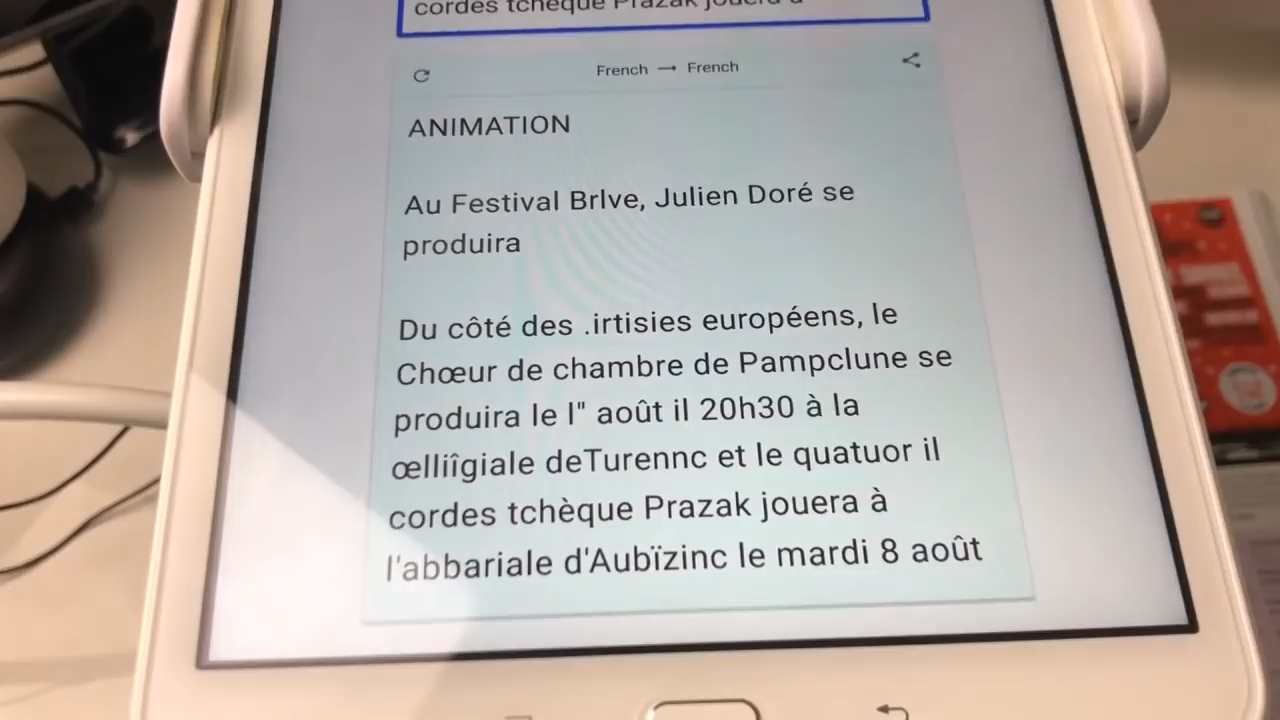 cordes tchèque Prazak jouera à
French → French
ANIMATION
Au Festival Brlve, Julien Doré se
produira
Du côté des .irtisies européens, le
Chœur de chambre de Pampclune se
produira le l" août il 20h30 à la
œlliîgiale deTurennc et le quatuor il
cordes tchèque Prazak jouera à
l'abbariale d'Aubïzinc le mardi 8 août